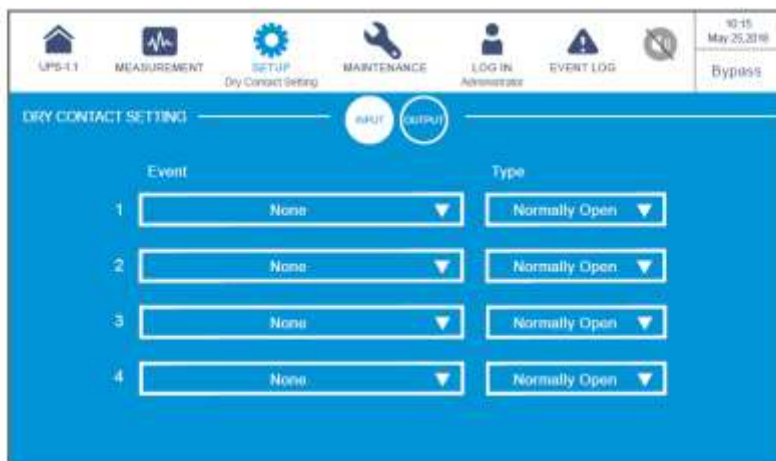 10:15
May 25,2018
UPS-1.1
MEASUREMENT
SETUP
Dry Contact Setting
MAINTENANCE
LOG IN
Administrator
EVENT LOG
Bypass
DRY CONTACT SETTING
INPUT
OUTPUT
Event Type
1 None Normally Open
2 None Normally Open
3 None Normally Open
4 None Normally Open